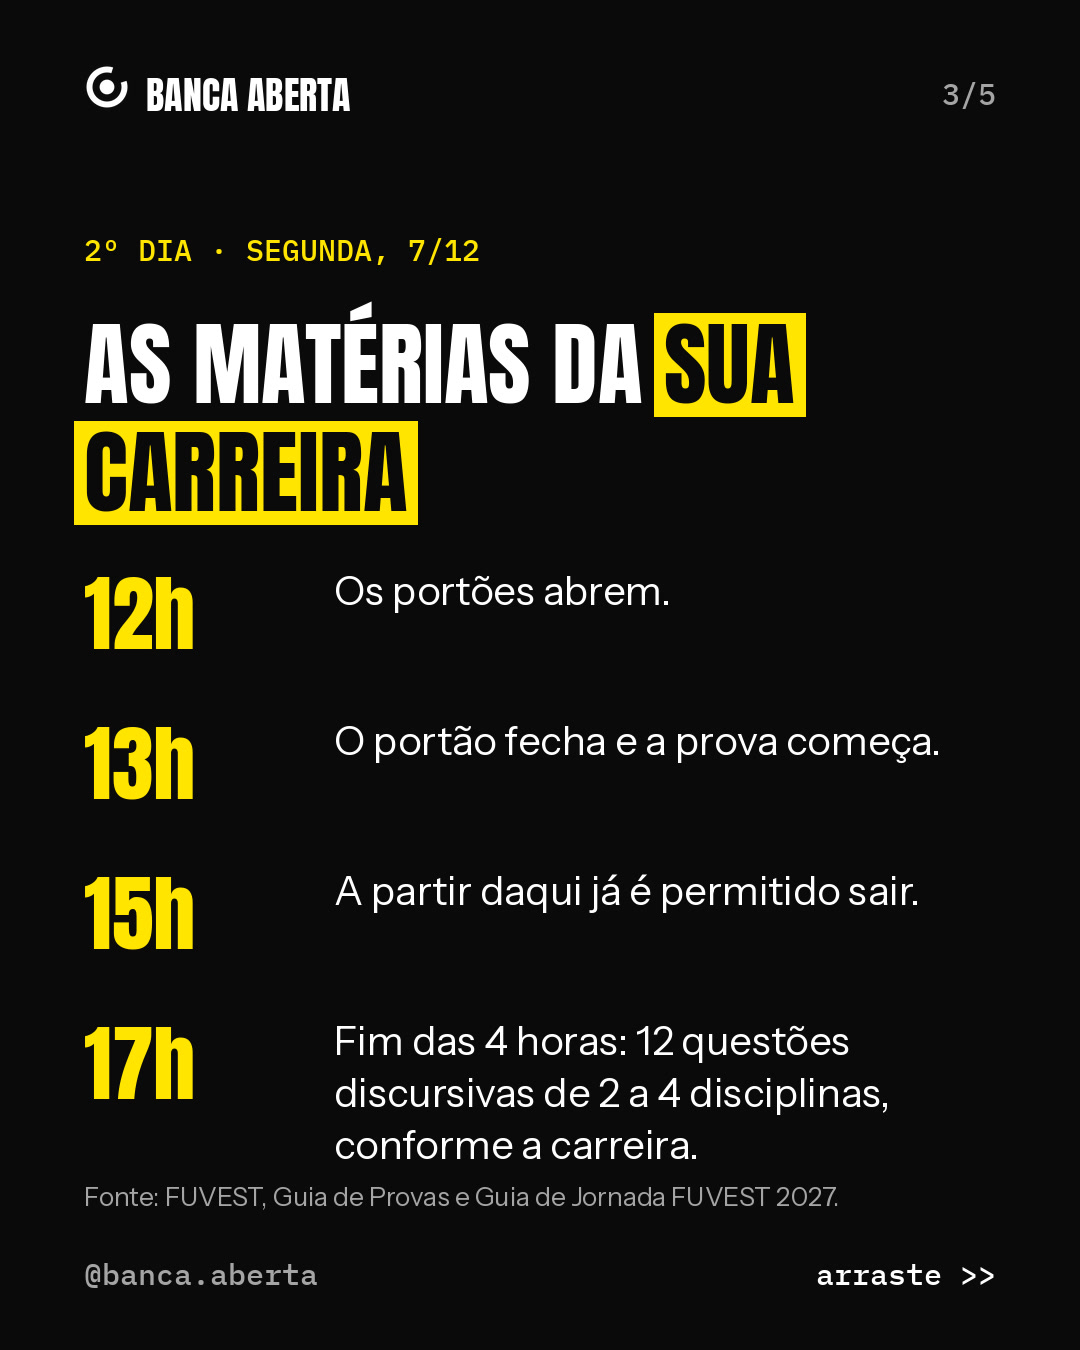 BANCA ABERTA
3/5
2º DIA · SEGUNDA, 7/12
AS MATÉRIAS DA SUA
CARREIRA
12h
Os portões abrem.
13h
O portão fecha e a prova começa.
15h
A partir daqui já é permitido sair.
17h
Fim das 4 horas: 12 questões
discursivas de 2 a 4 disciplinas,
conforme a carreira.
Fonte: FUVEST, Guia de Provas e Guia de Jornada FUVEST 2027.
@banca.aberta
arraste >>